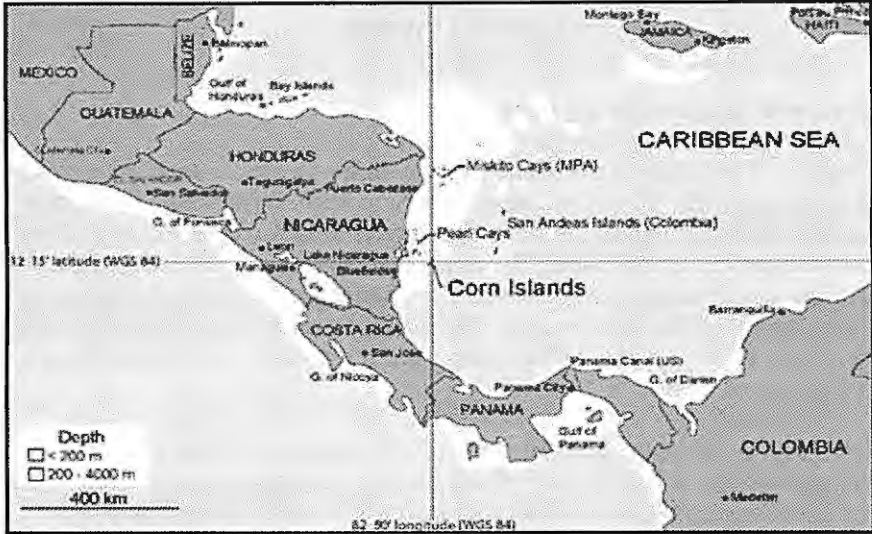 Montego Bay
JAMAICA
Kingston
HAITI
BELIZE
Belmopan
MEXICO
Gulf of
Honduras
Bay Islands
GUATEMALA
CARIBBEAN SEA
HONDURAS
Miskito Cays (MPA)
Tegucigalpa
Puerto Cabezas
San Salvador
G. of Fonseca
NICARAGUA
San Andeas Islands (Colombia)
Pearl Cays
Leon
Lake Nicaragua
12 15' latitude (WGS 84)
Managua
Bluefields
Corn Islands
Barranquilla
COSTA RICA
San Jose
Panama Canal (US)
G. of Nicoya
Panama City
G. of Darien
PANAMA
Gulf of
Panama
COLOMBIA
Depth
< 200 m
200 - 4000 m
400 km
Medellin
82 90' longitude (WGS 84)